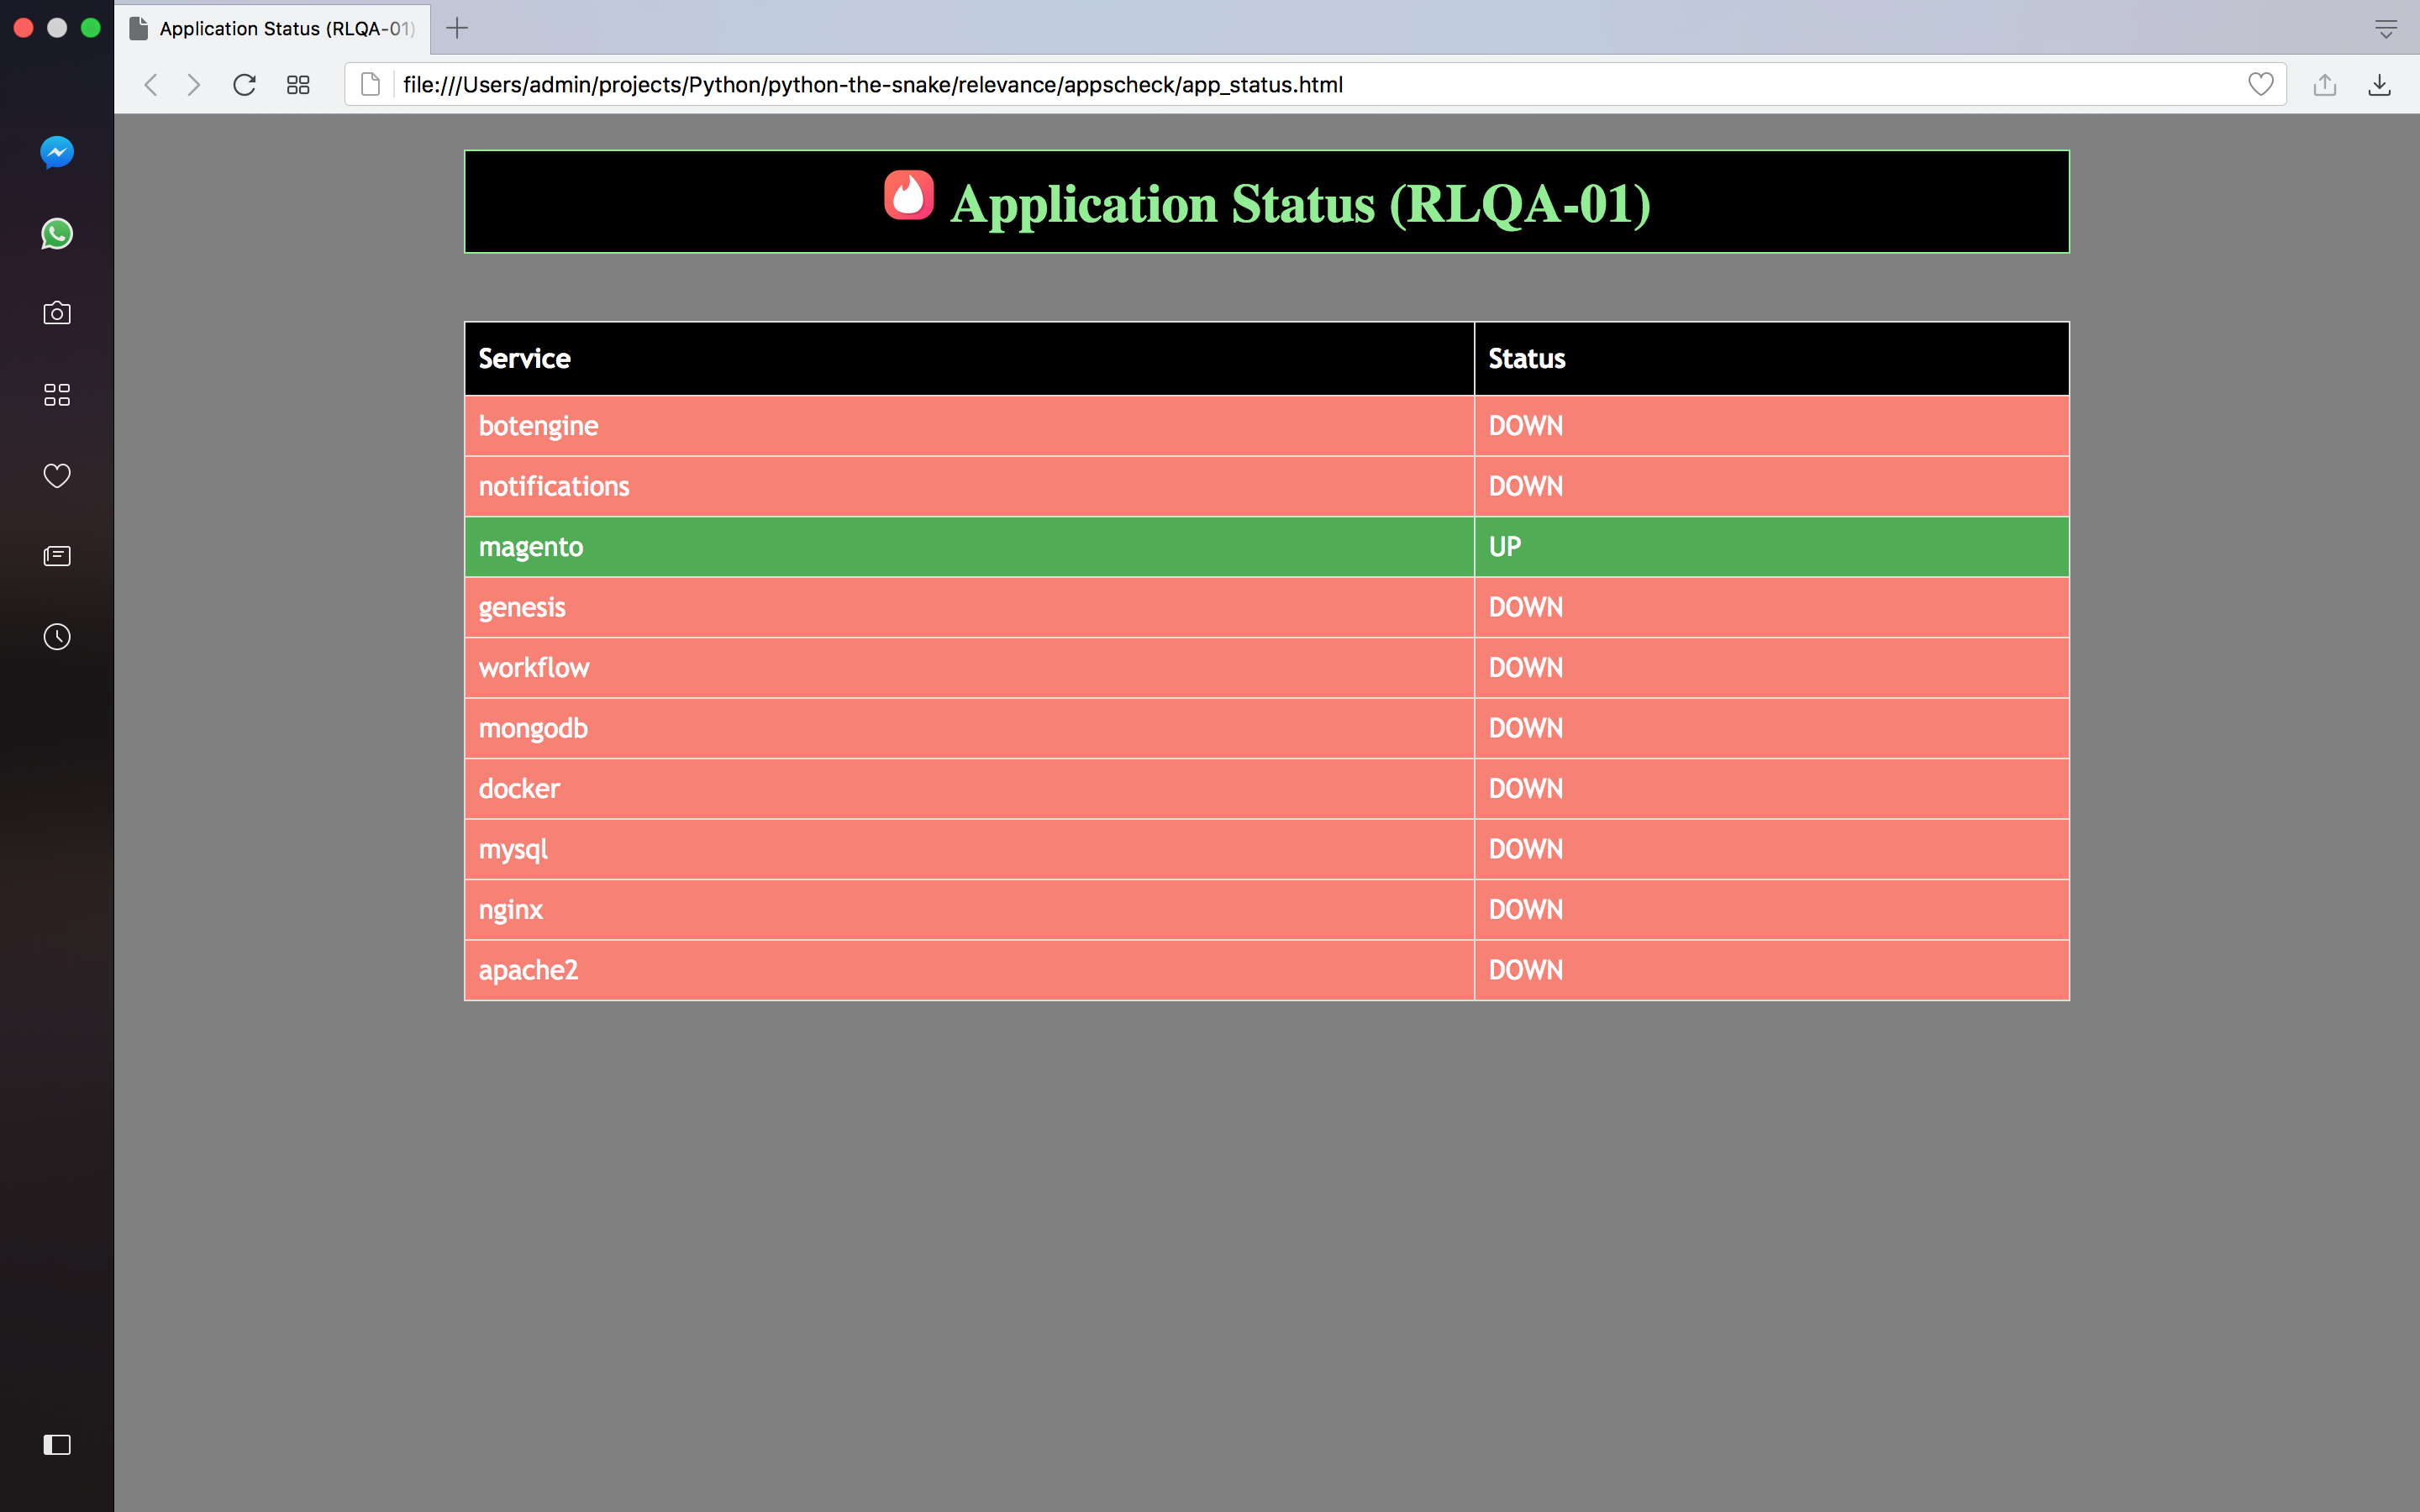 Application Status (RLQA-01)
file:///Users/admin/projects/Python/python-the-snake/relevance/appscheck/app_status.html
Application Status (RLQA-01)
Service Status
botengine DOWN
notifications DOWN
magento UP
genesis DOWN
workflow DOWN
mongodb DOWN
docker DOWN
mysql DOWN
nginx DOWN
apache2 DOWN